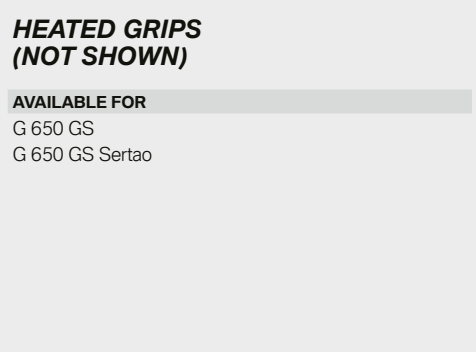 HEATED GRIPS
(NOT SHOWN)
AVAILABLE FOR
G 650 GS
G 650 GS Sertao